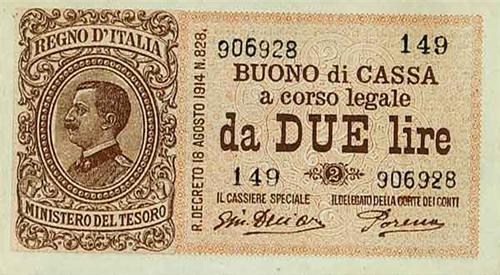 REGNO D'ITALIA
MINISTERO DEL TESORO
R. DECRETO 18 AGOSTO 1914 N. 828.
906928 149
BUONO di CASSA
a corso legale
da DUE lire
149 2 906928
IL CASSIERE SPECIALE IL DELEGATO DELLA CORTE DEI CONTI
Porena